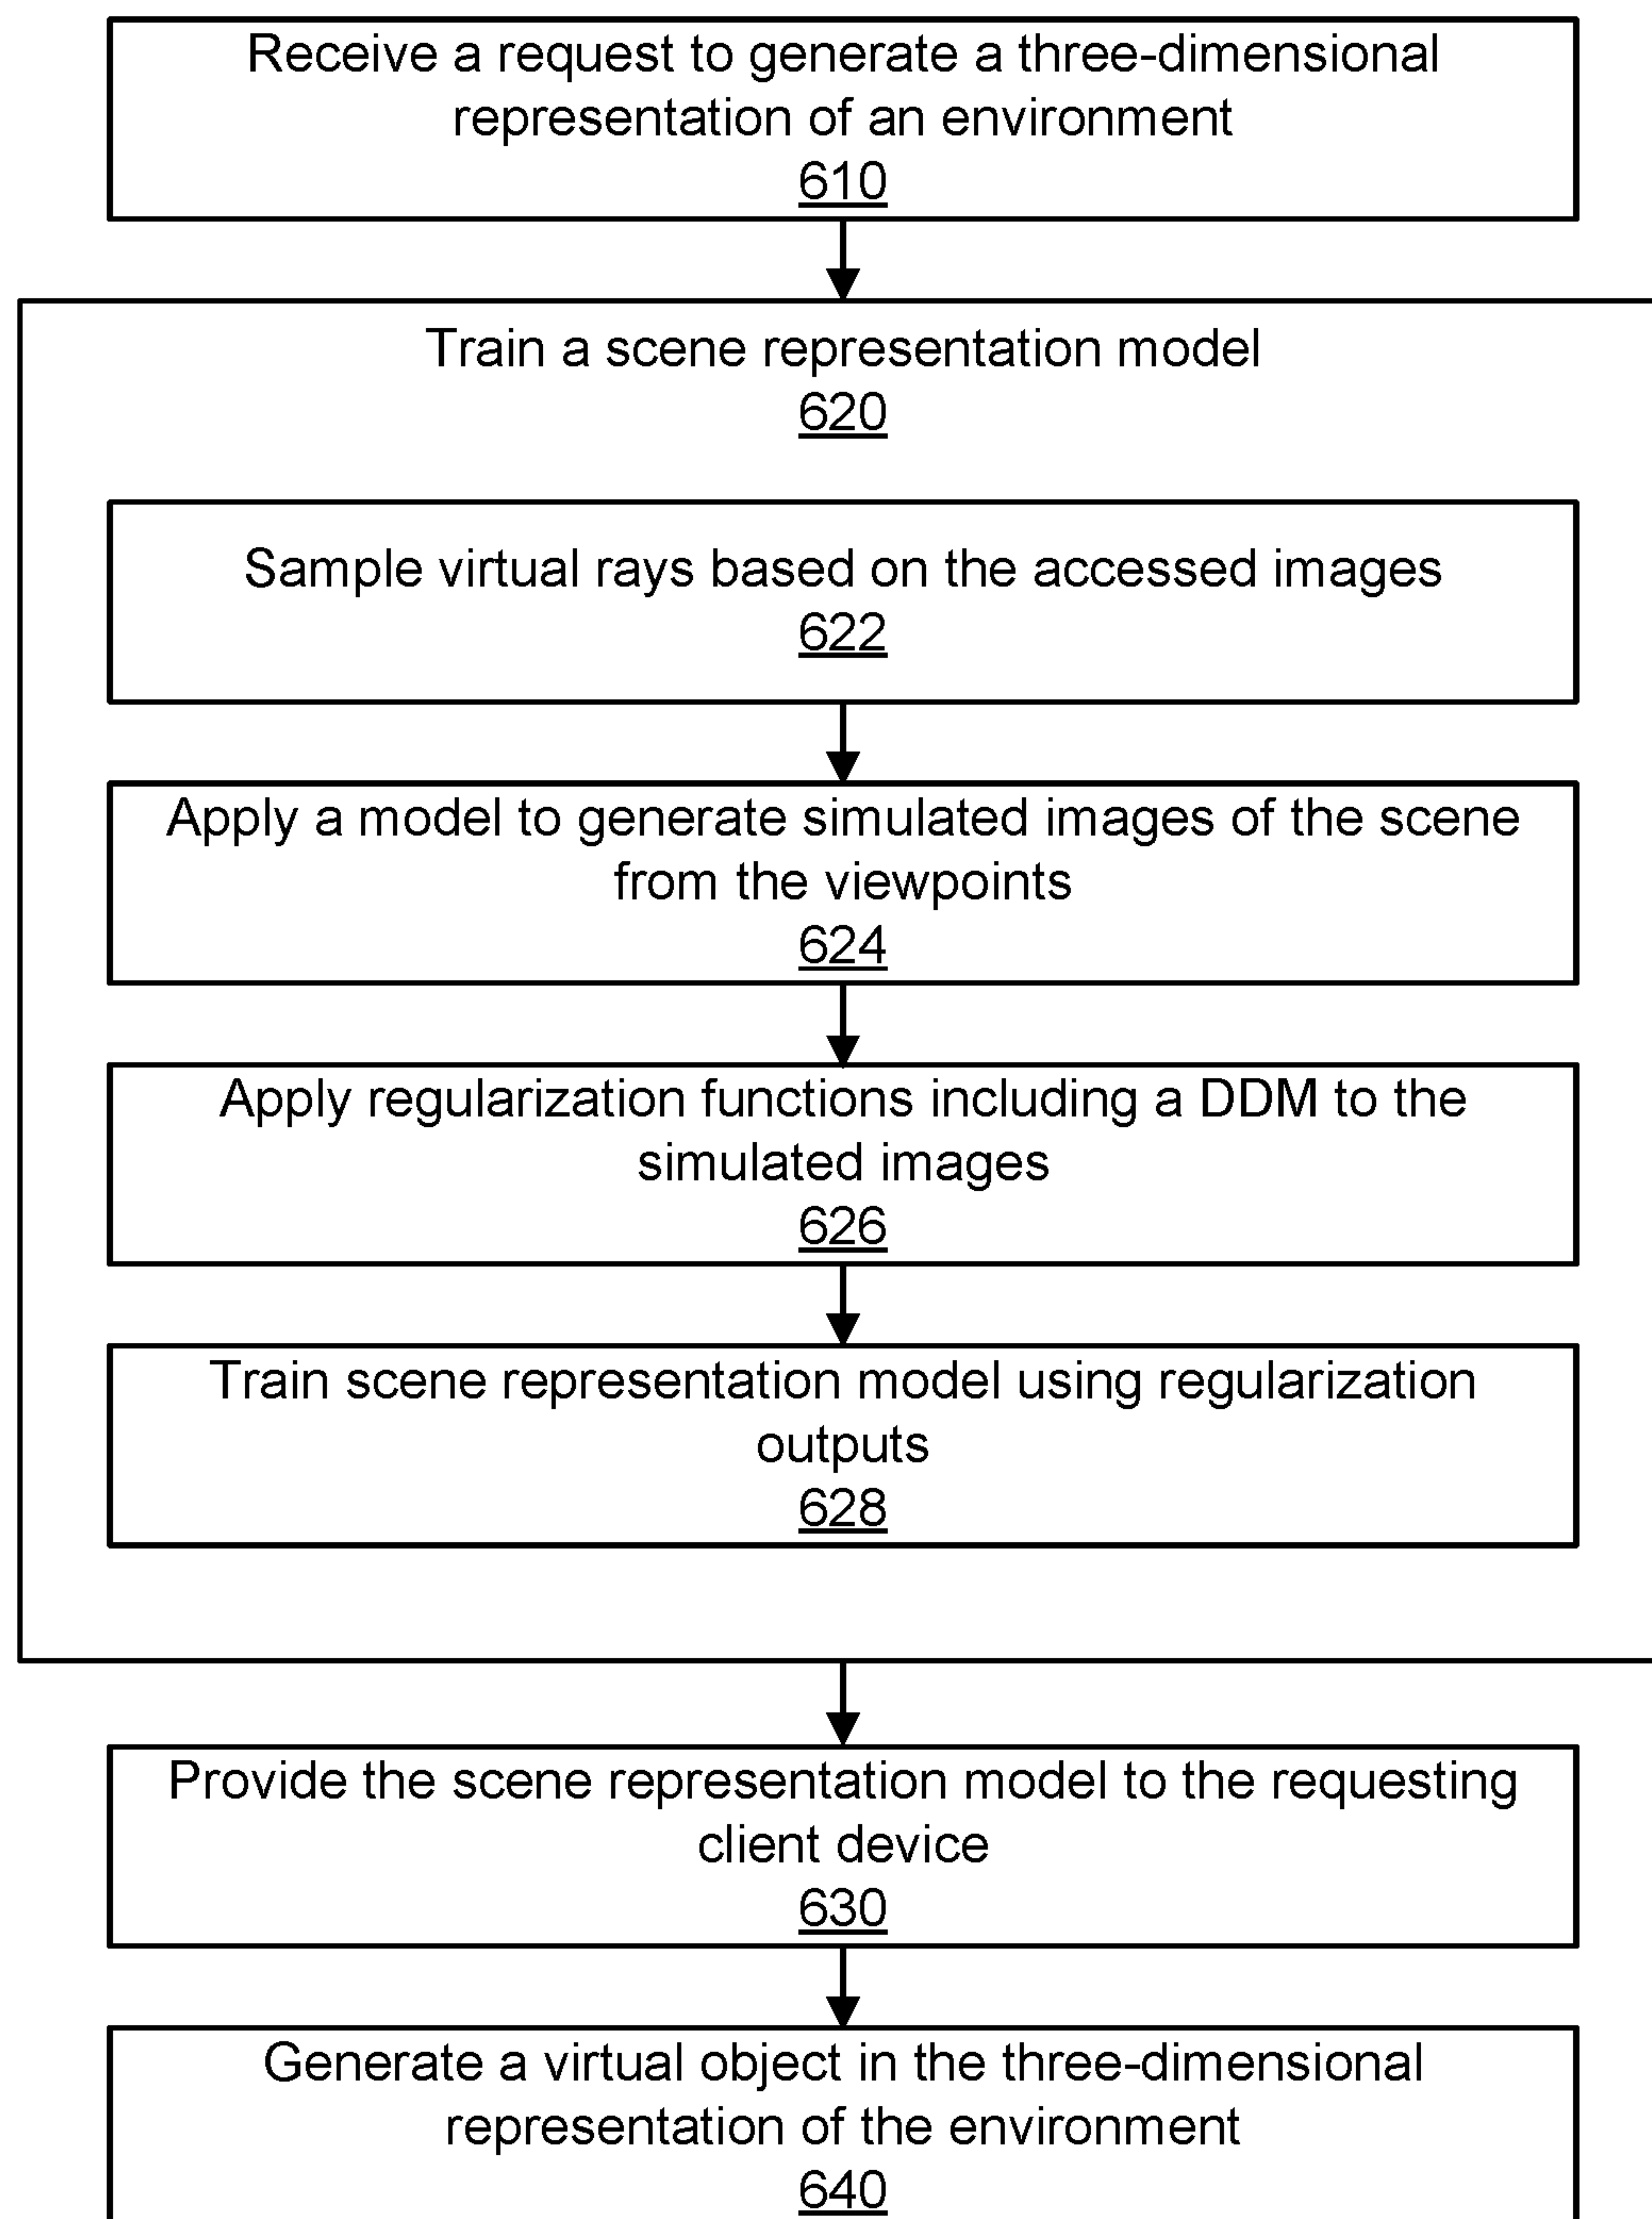 Receive a request to generate a three-dimensional
representation of an environment
610
Train a scene representation model
620
Sample virtual rays based on the accessed images
622
Apply a model to generate simulated images of the scene
from the viewpoints
624
Apply regularization functions including a DDM to the
simulated images
626
Train scene representation model using regularization
outputs
628
Provide the scene representation model to the requesting
client device
630
Generate a virtual object in the three-dimensional
representation of the environment
640